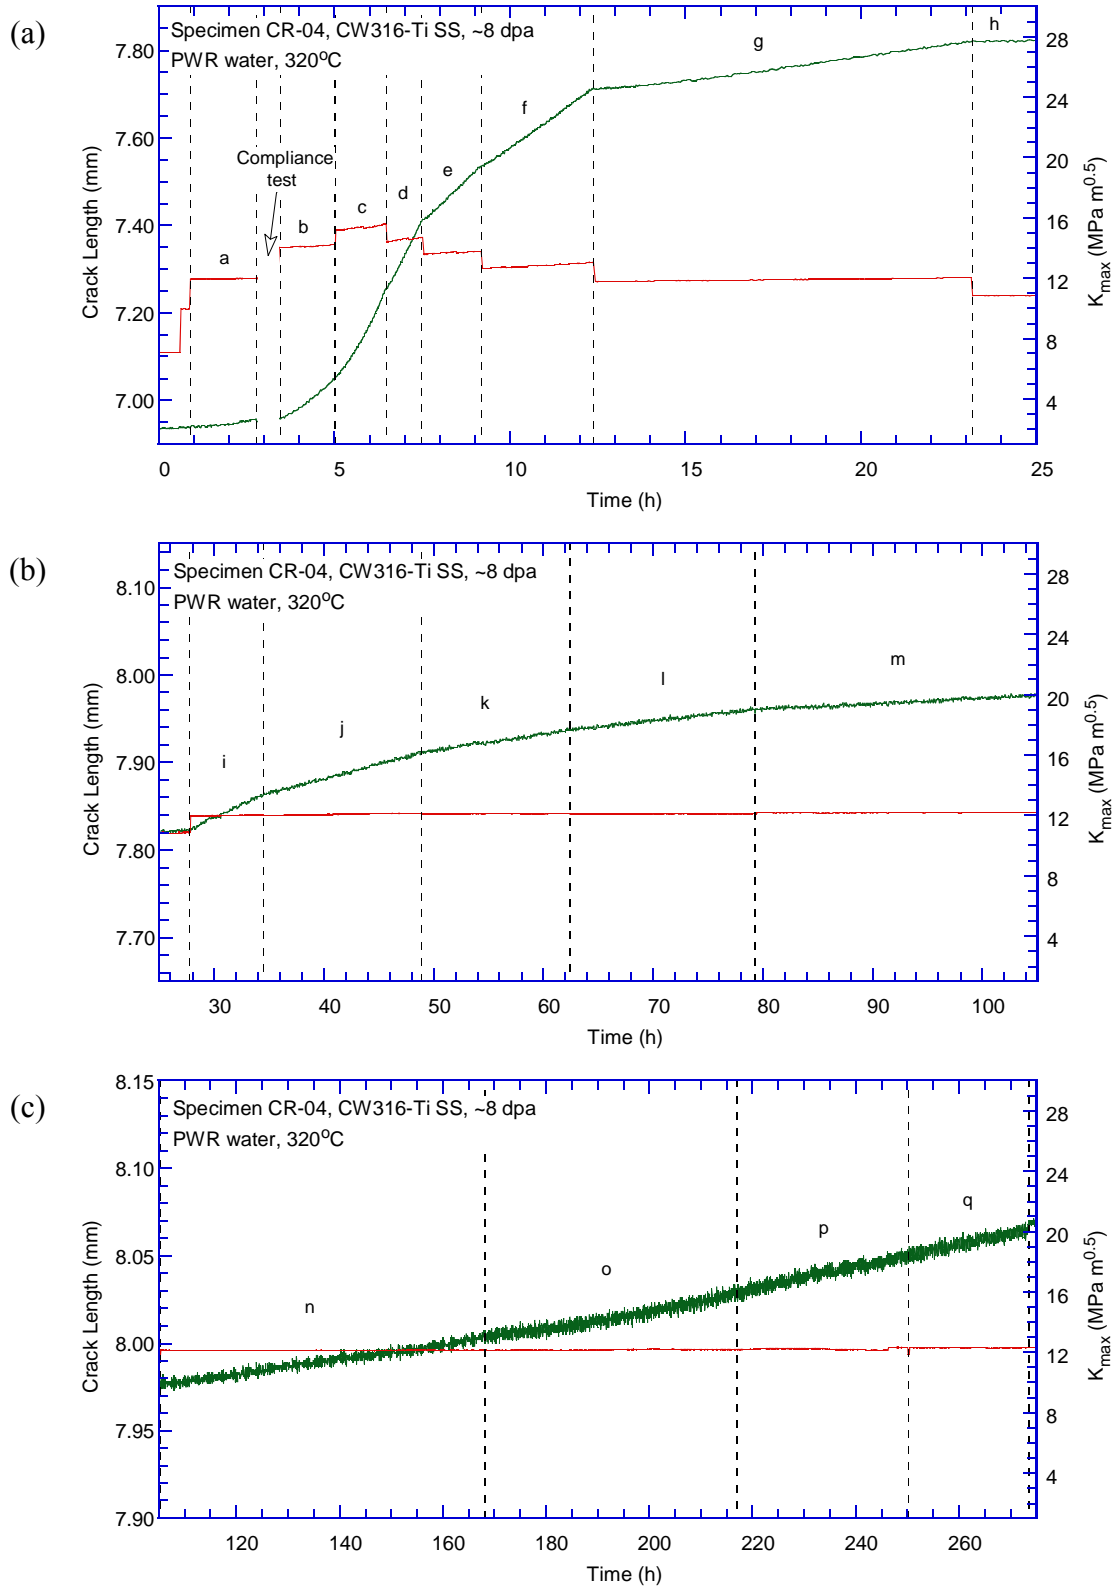 (a)
Specimen CR-04, CW316-Ti SS, ~8 dpa
PWR water, 320°C
Compliance
test
a
b
c
d
e
f
g
h
7.80
7.60
7.40
7.20
7.00
Crack Length (mm)
28
24
20
16
12
8
4
Kmax (MPa m0.5)
0 5 10 15 20 25
Time (h)
(b)
Specimen CR-04, CW316-Ti SS, ~8 dpa
PWR water, 320°C
i
j
k
l
m
8.10
8.00
7.90
7.80
7.70
Crack Length (mm)
28
24
20
16
12
8
4
Kmax (MPa m0.5)
30 40 50 60 70 80 90 100
Time (h)
(c)
Specimen CR-04, CW316-Ti SS, ~8 dpa
PWR water, 320°C
n
o
p
q
8.15
8.10
8.05
8.00
7.95
7.90
Crack Length (mm)
28
24
20
16
12
8
4
Kmax (MPa m0.5)
120 140 160 180 200 220 240 260
Time (h)